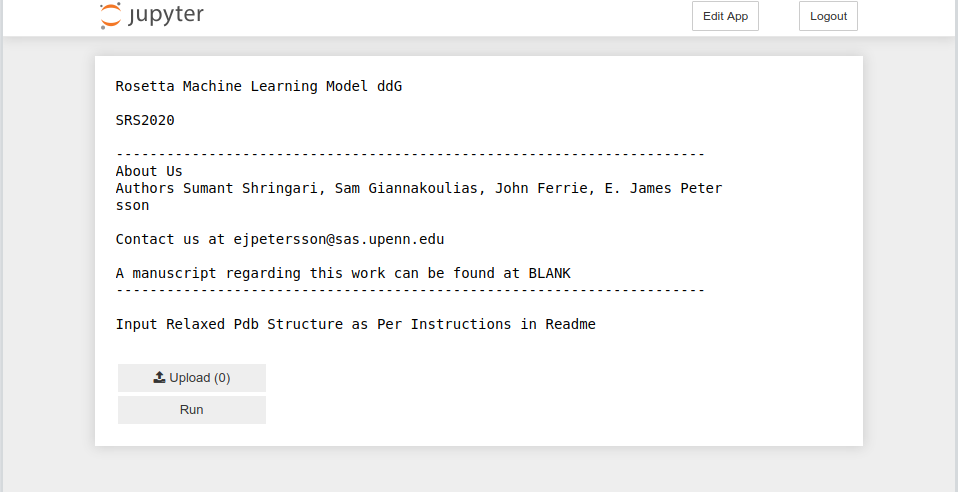 jupyter
Edit App
Logout
Rosetta Machine Learning Model ddG
SRS2020
----------------------------------------------------------------------
About Us
Authors Sumant Shringari, Sam Giannakoulias, John Ferrie, E. James Peter
sson
Contact us at ejpetersson@sas.upenn.edu
A manuscript regarding this work can be found at BLANK
----------------------------------------------------------------------
Input Relaxed Pdb Structure as Per Instructions in Readme
Upload (0)
Run